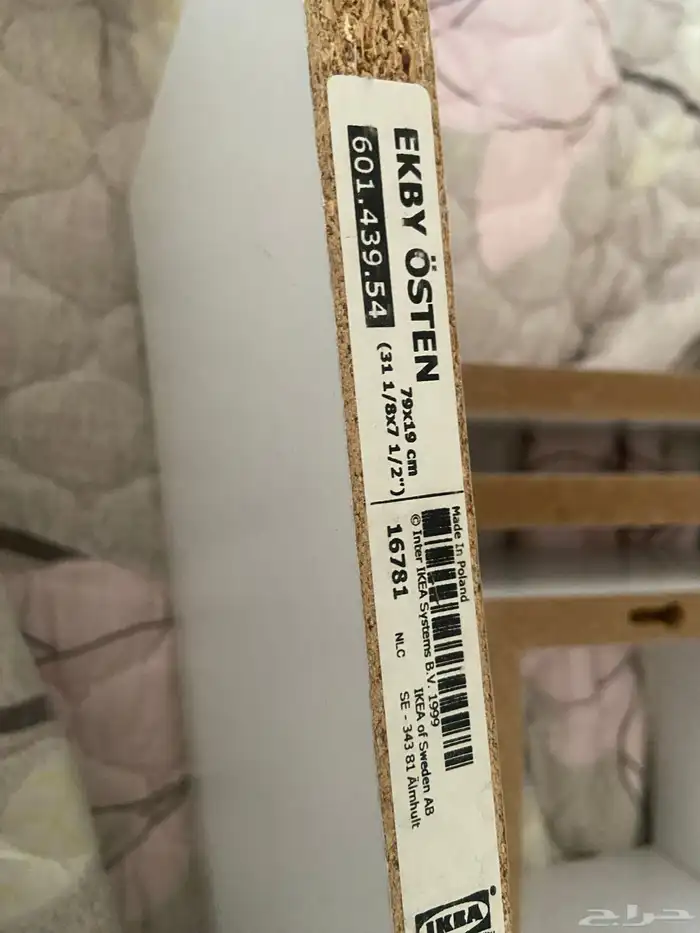 EKBY ÖSTEN
601.439.54
79x19 cm
(31 1/8x7 1/2")
Made In Poland
© Inter IKEA Systems B.V. 1999
16781
NLC
IKEA of Sweden AB
SE - 343 81 Älmhult
IKEA
®
حراج